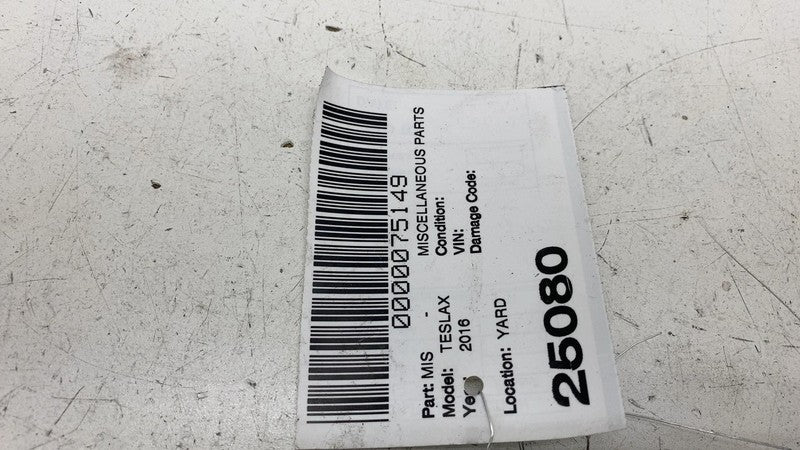 0000075149
Part: MIS - MISCELLANEOUS PARTS
Model: TESLAX Condition:
2016 VIN:
Damage Code:
Location: YARD
25080